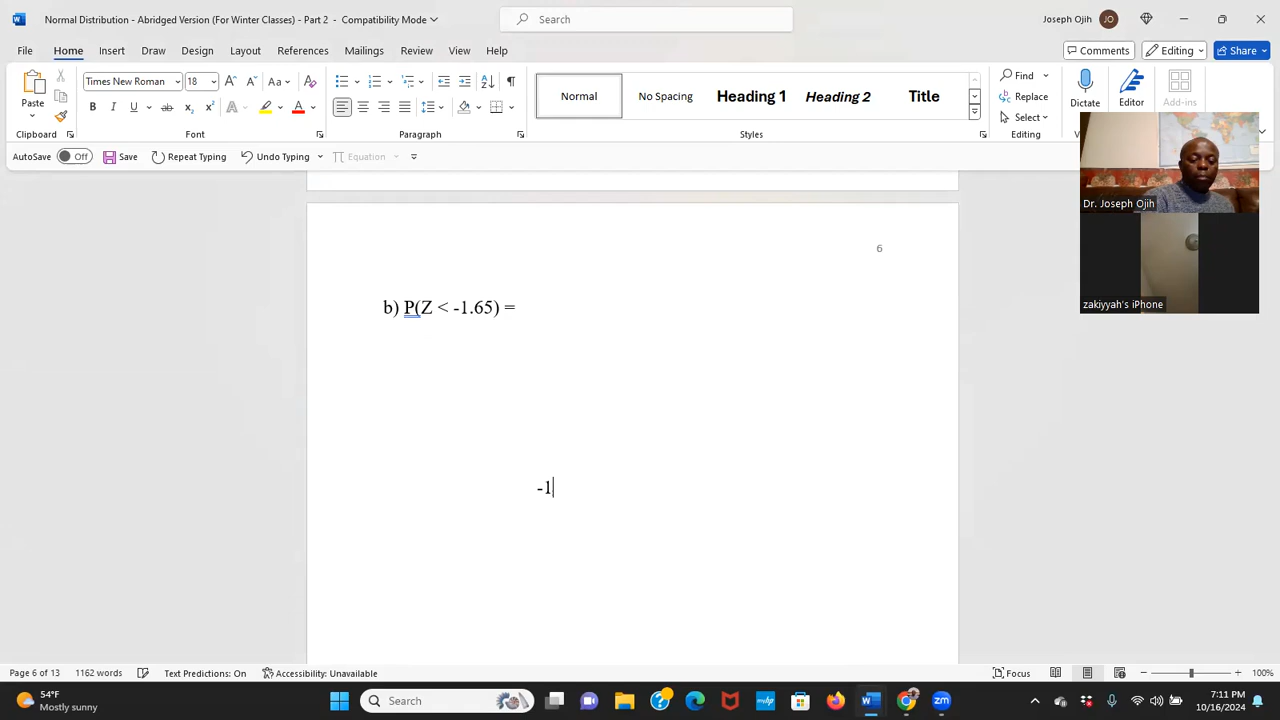 Normal Distribution - Abridged Version (For Winter Classes) - Part 2 - Compatibility Mode
Search
Joseph Ojih
JO
File Home Insert Draw Design Layout References Mailings Review View Help
Comments
Editing
Share
Paste
Times New Roman
18
Aa
Normal
No Spacing
Heading 1
Heading 2
Title
Find
Replace
Select
Dictate
Editor
Add-ins
Clipboard
Font
Paragraph
Styles
Editing
AutoSave Off Save Repeat Typing Undo Typing Equation
Dr. Joseph Ojih
zakiyyah's iPhone
6
b) P(Z < -1.65) =
-1
Page 6 of 13 1162 words Text Predictions: On Accessibility: Unavailable
Focus
100%
54°F
Mostly sunny
Search
7:11 PM
10/16/2024